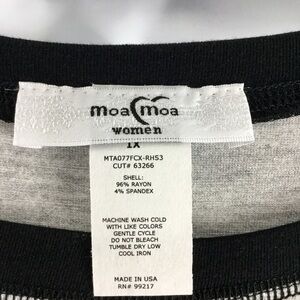 moa moa
women
1X
MTA077FCX-RHS3
CUT# 63266
SHELL:
96% RAYON
4% SPANDEX
MACHINE WASH COLD
WITH LIKE COLORS
GENTLE CYCLE
DO NOT BLEACH
TUMBLE DRY LOW
COOL IRON
MADE IN USA
RN# 99217